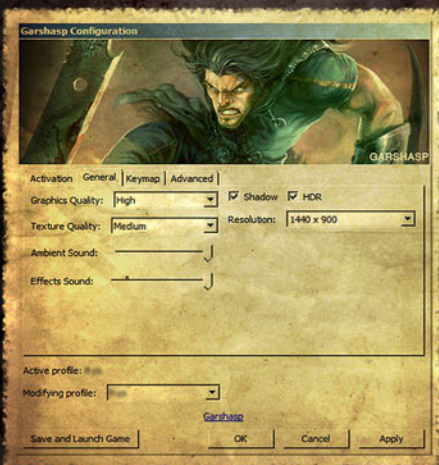 Garshasp Configuration
GARSHASP
Activation General Keymap Advanced
Graphics Quality: High Shadow HDR
Texture Quality: Medium Resolution: 1440 x 900
Ambient Sound:
Effects Sound:
Active profile:
Modifying profile:
Garshasp
Save and Launch Game OK Cancel Apply